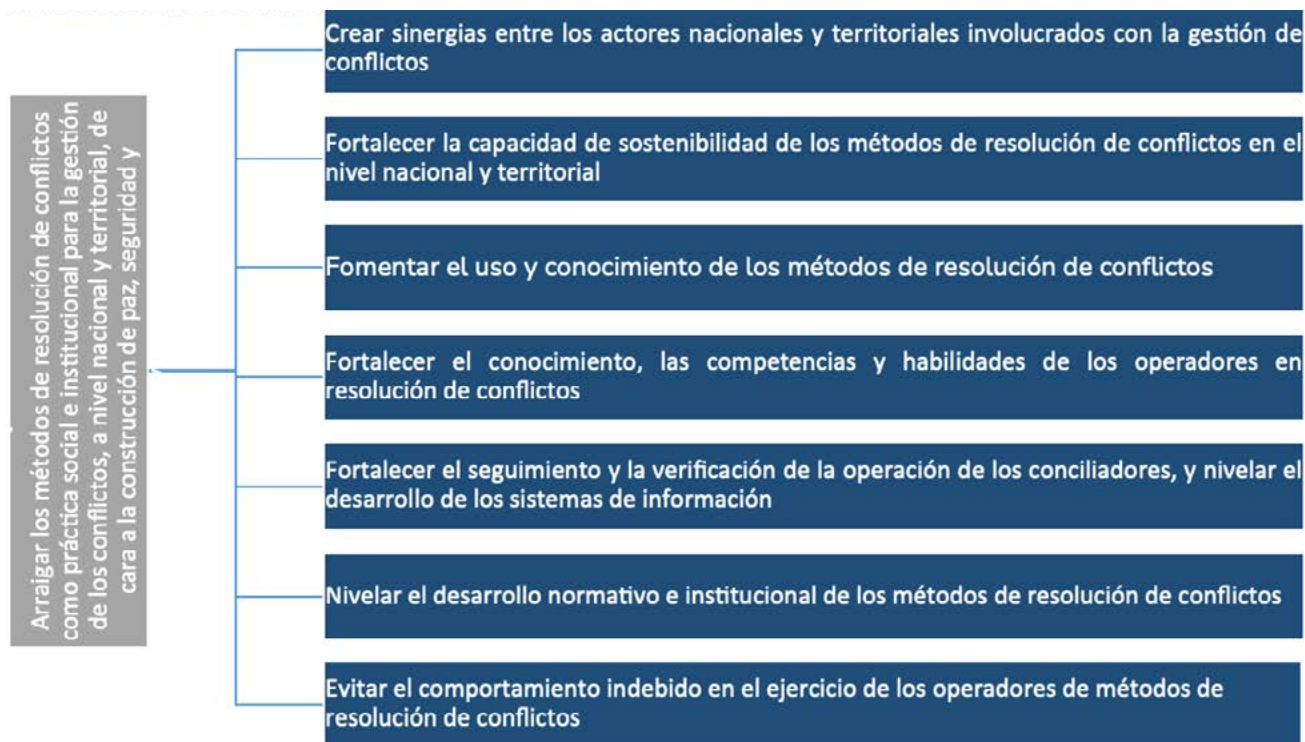 Arraigar los métodos de resolución de conflictos
como práctica social e institucional para la gestión
de los conflictos, a nivel nacional y territorial, de
cara a la construcción de paz, seguridad y
Crear sinergias entre los actores nacionales y territoriales involucrados con la gestión de
conflictos
Fortalecer la capacidad de sostenibilidad de los métodos de resolución de conflictos en el
nivel nacional y territorial
Fomentar el uso y conocimiento de los métodos de resolución de conflictos
Fortalecer el conocimiento, las competencias y habilidades de los operadores en
resolución de conflictos
Fortalecer el seguimiento y la verificación de la operación de los conciliadores, y nivelar el
desarrollo de los sistemas de información
Nivelar el desarrollo normativo e institucional de los métodos de resolución de conflictos
Evitar el comportamiento indebido en el ejercicio de los operadores de métodos de
resolución de conflictos